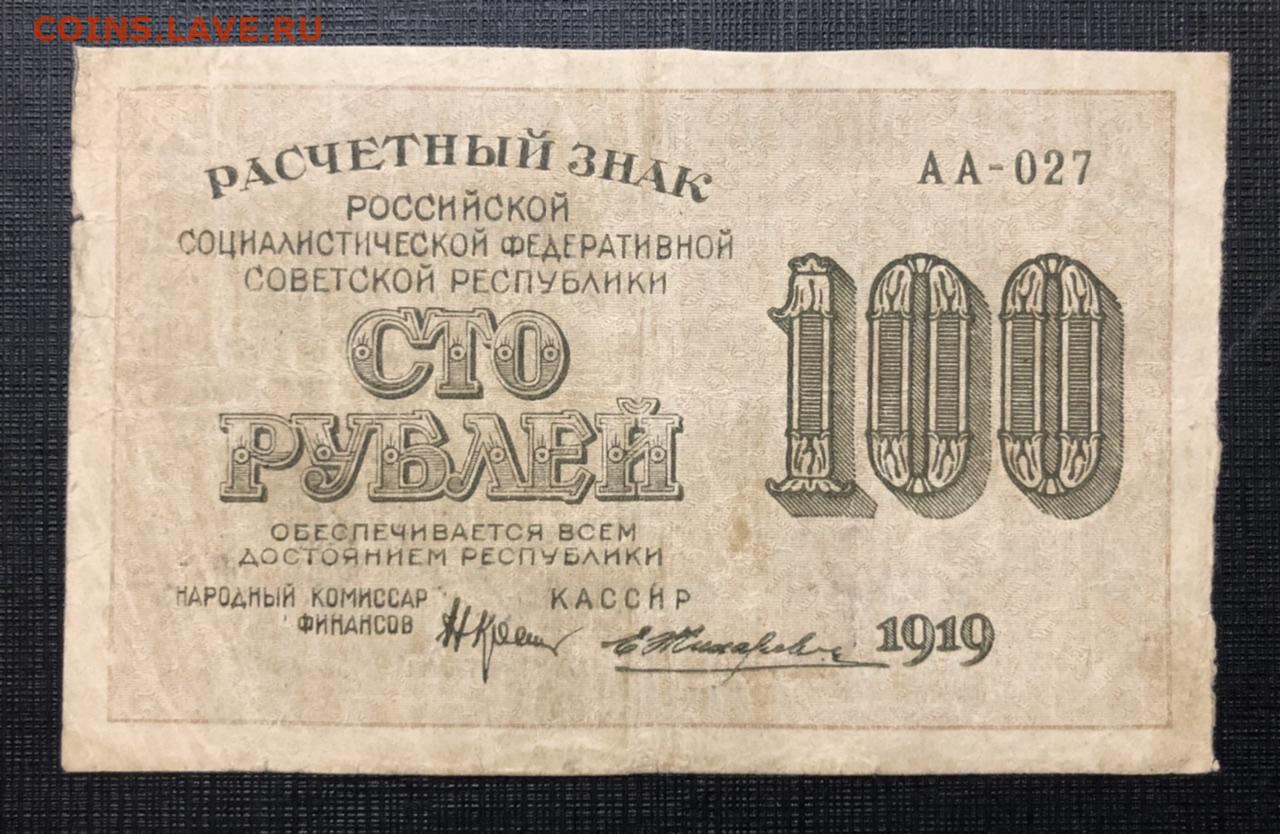 COINS.LAVE.RU
РАСЧЕТНЫЙ ЗНАК
РОССИЙСКОЙ
СОЦИАЛИСТИЧЕСКОЙ ФЕДЕРАТИВНОЙ
СОВЕТСКОЙ РЕСПУБЛИКИ
СТО
РУБЛЕЙ
ОБЕСПЕЧИВАЕТСЯ ВСЕМ
ДОСТОЯНИЕМ РЕСПУБЛИКИ
НАРОДНЫЙ КОМИССАР
ФИНАНСОВ
КАССИР
АА-027
100
1919